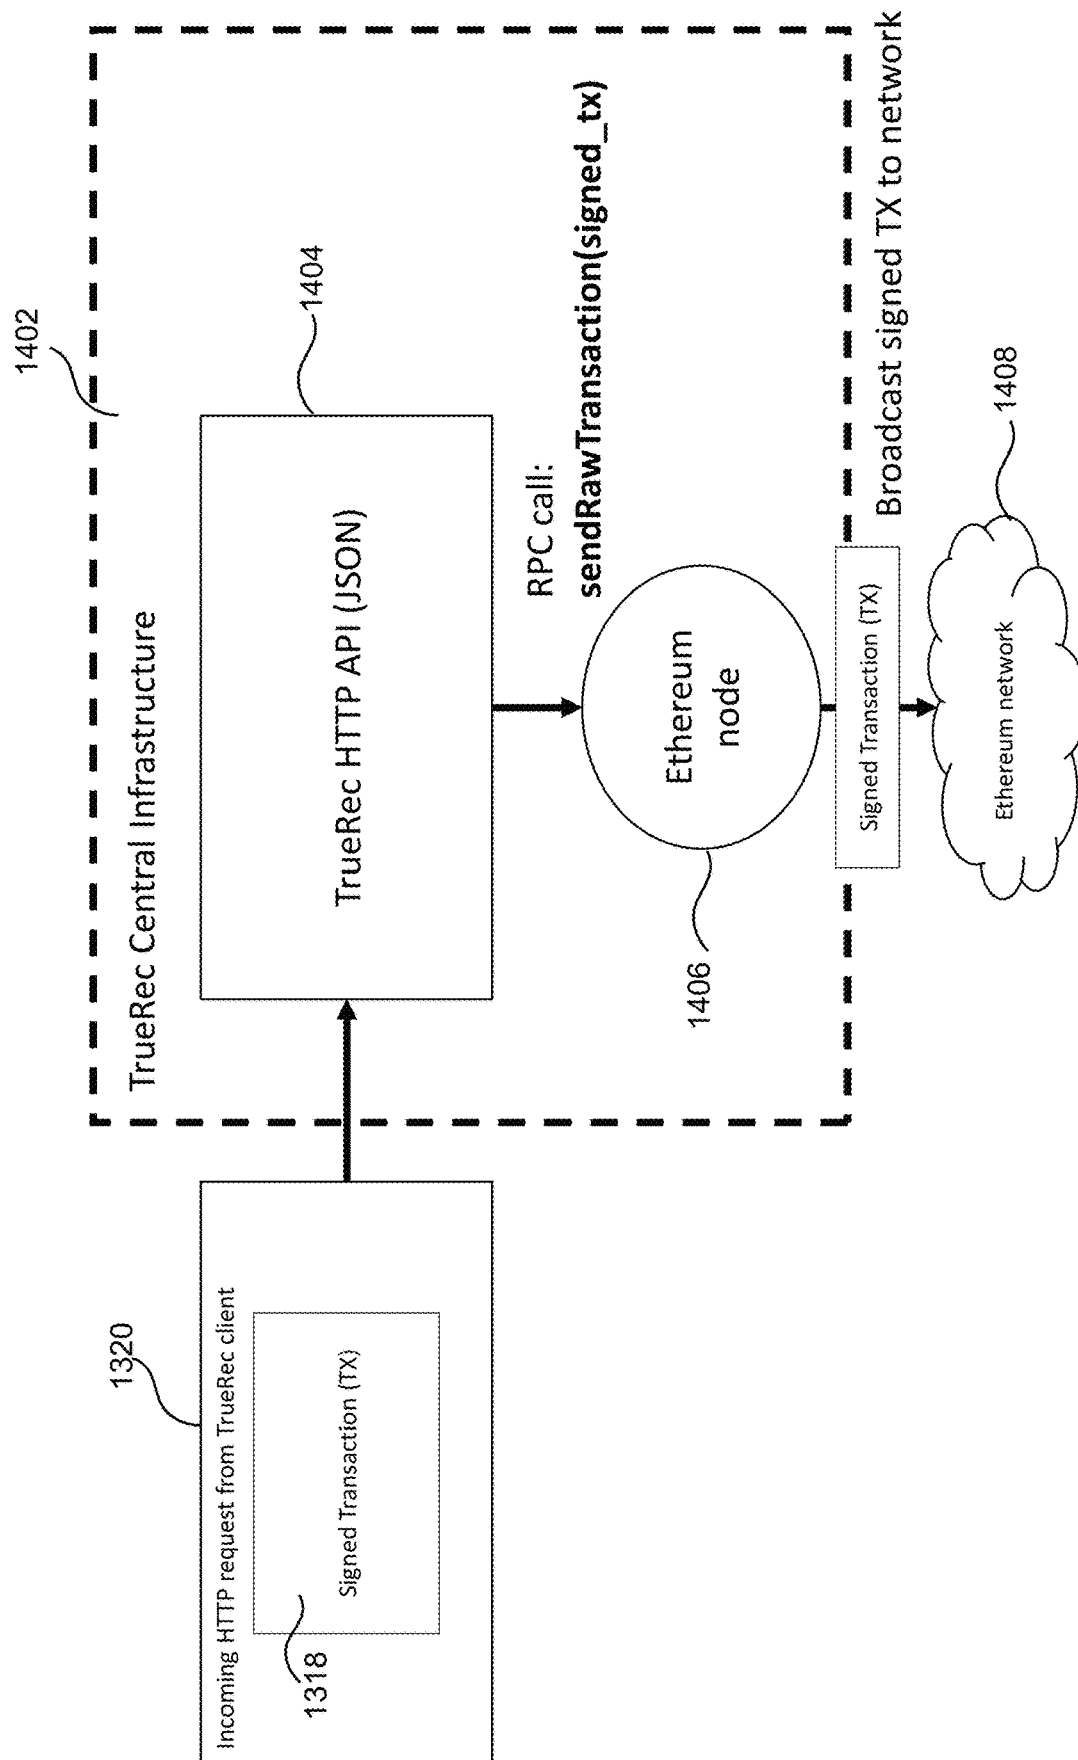 1402
TrueRec Central Infrastructure
1404
TrueRec HTTP API (JSON)
RPC call:
sendRawTransaction(signed_tx)
Ethereum
node
1406
Signed Transaction (TX)
Broadcast signed TX to network
1408
Ethereum network
1320
Incoming HTTP request from TrueRec client
Signed Transaction (TX)
1318